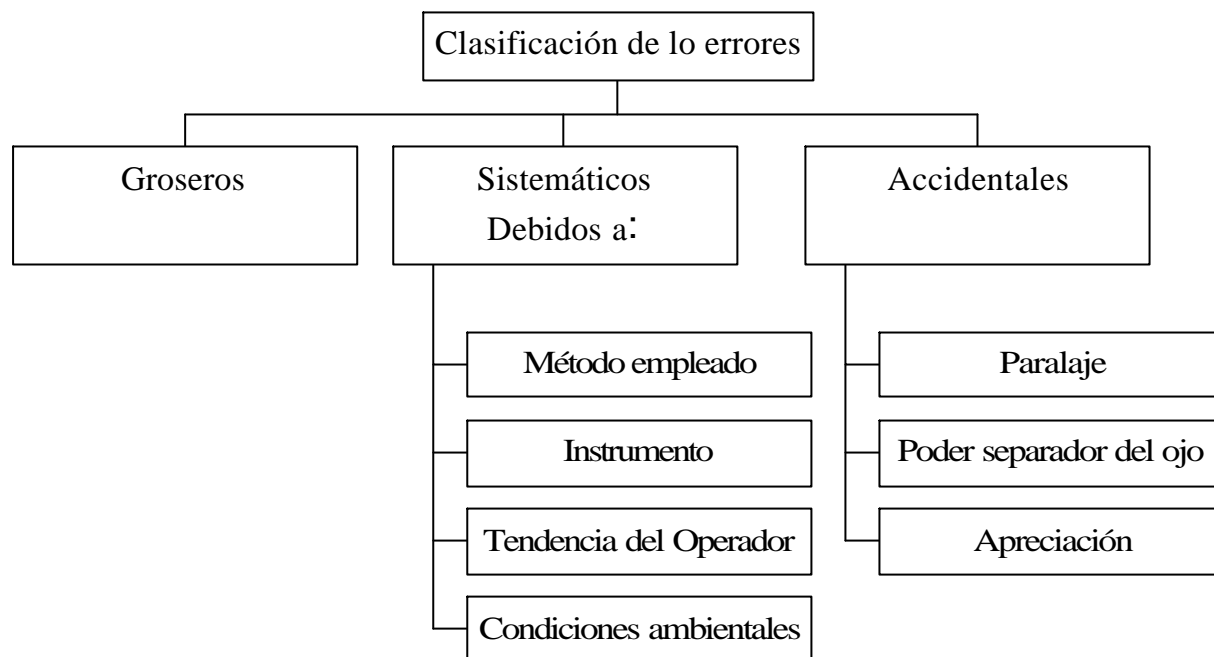 Clasificación de lo errores
Groseros
Sistemáticos
Debidos a:
Accidentales
Método empleado
Instrumento
Tendencia del Operador
Condiciones ambientales
Paralaje
Poder separador del ojo
Apreciación